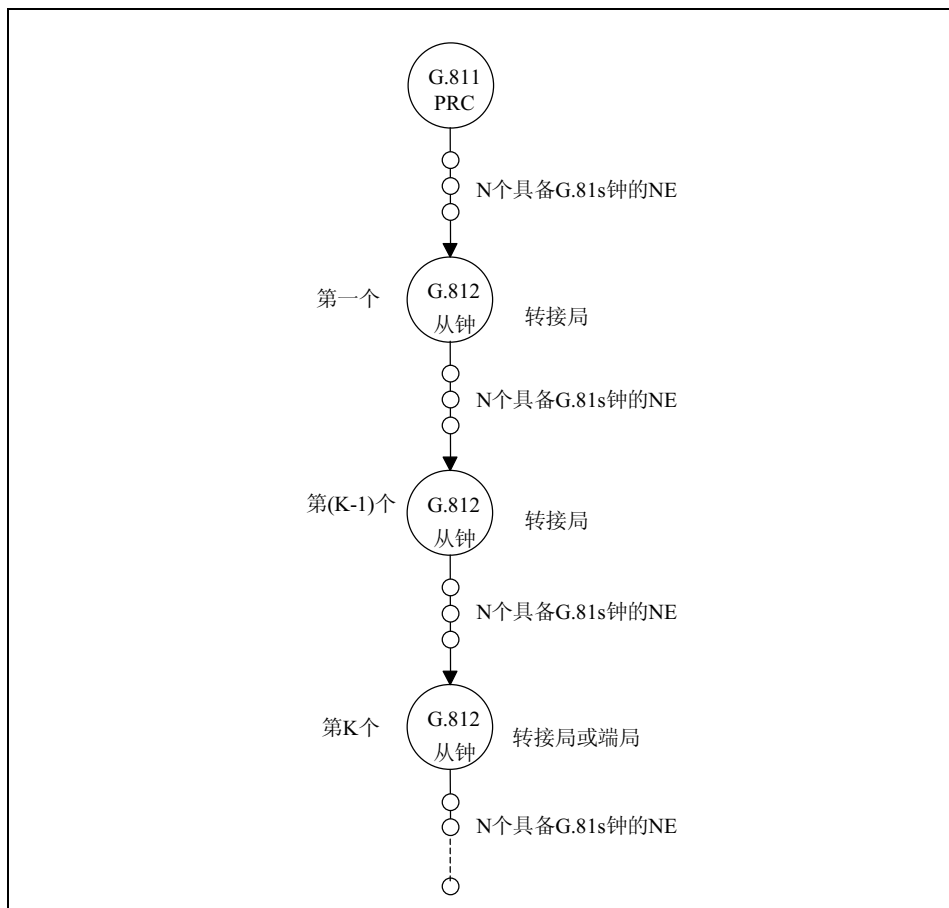 G.811
PRC
N个具备G.81s钟的NE
第一个
G.812
从钟
转接局
N个具备G.81s钟的NE
第(K-1)个
G.812
从钟
转接局
N个具备G.81s钟的NE
第K个
G.812
从钟
转接局或端局
N个具备G.81s钟的NE